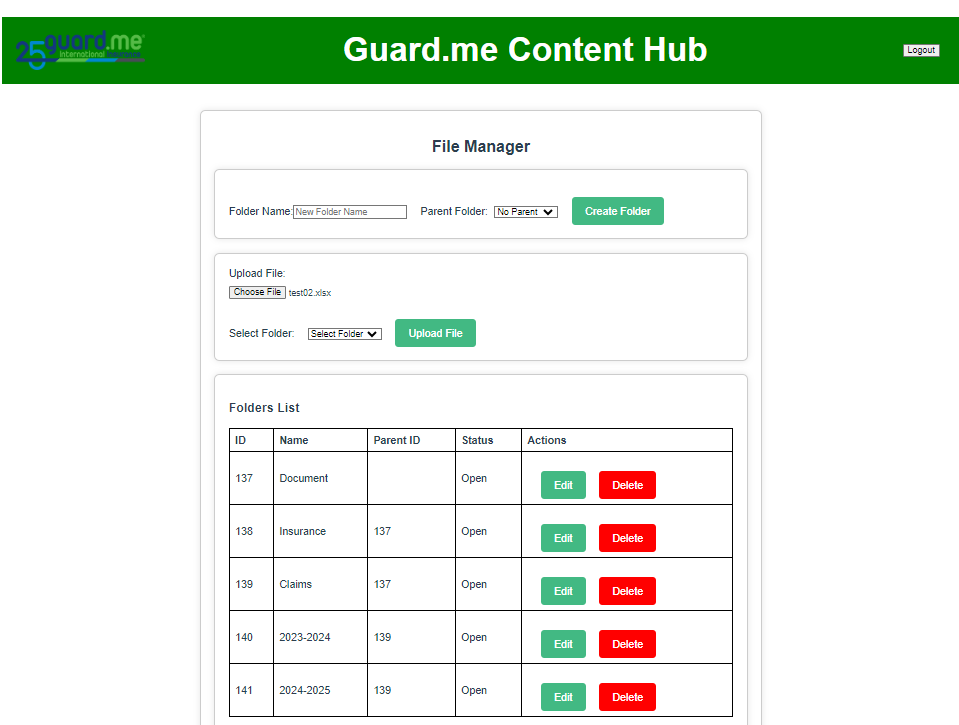 25 guard.me
International Insurance
Guard.me Content Hub
Logout
File Manager
Folder Name: New Folder Name Parent Folder: No Parent Create Folder
Upload File:
Choose File test02.xlsx
Select Folder: Select Folder Upload File
Folders List
ID Name Parent ID Status Actions
137 Document Open Edit Delete
138 Insurance 137 Open Edit Delete
139 Claims 137 Open Edit Delete
140 2023-2024 139 Open Edit Delete
141 2024-2025 139 Open Edit Delete